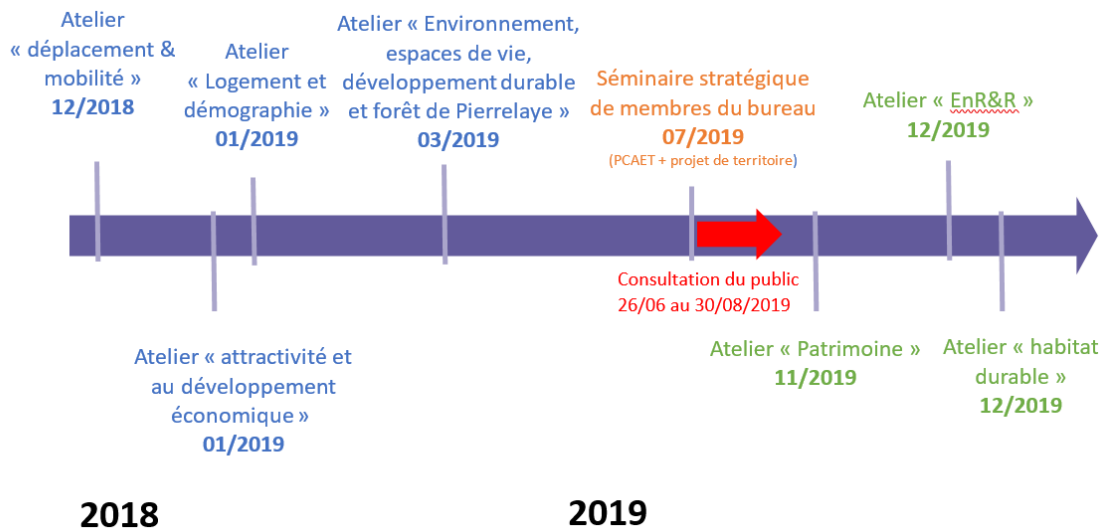 Atelier
« déplacement &
mobilité »
12/2018
Atelier
« Logement et
démographie »
01/2019
Atelier « Environnement,
espaces de vie,
développement durable
et forêt de Pierrelaye »
03/2019
Séminaire stratégique
de membres du bureau
07/2019
(PCAET + projet de territoire)
Atelier « EnR&R »
12/2019
Consultation du public
26/06 au 30/08/2019
Atelier « attractivité et
au développement
économique »
01/2019
Atelier « Patrimoine »
11/2019
Atelier « habitat
durable »
12/2019
2018
2019